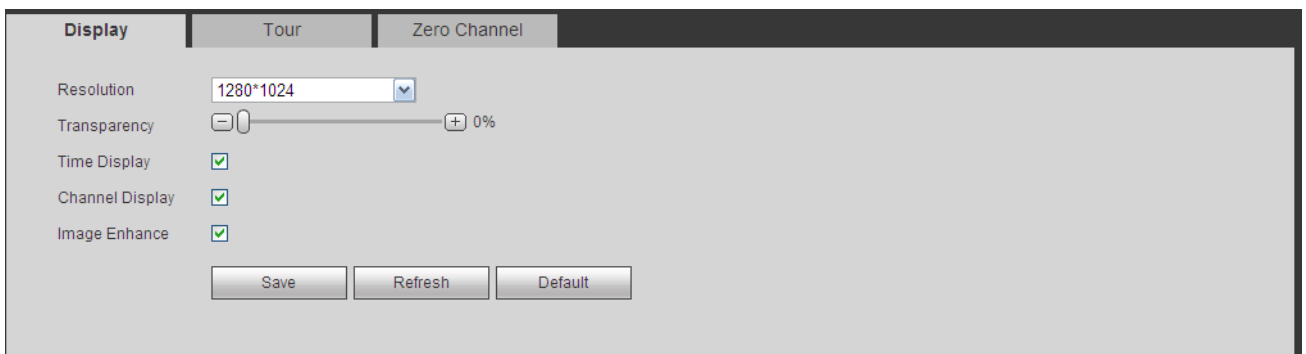 Display Tour Zero Channel
Resolution 1280*1024
Transparency 0%
Time Display
Channel Display
Image Enhance
Save Refresh Default